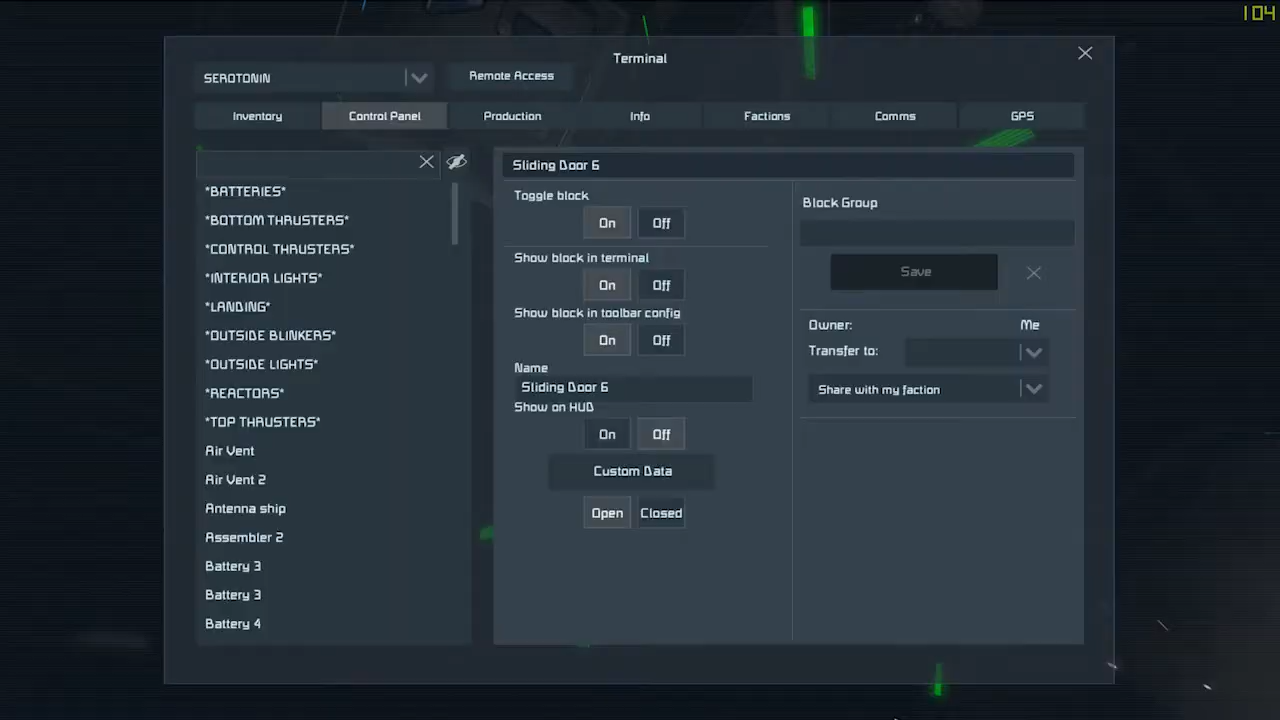 104
Terminal
SEROTONIN
Remote Access
Inventory
Control Panel
Production
Info
Factions
Comms
GPS
*BATTERIES*
*BOTTOM THRUSTERS*
*CONTROL THRUSTERS*
*INTERIOR LIGHTS*
*LANDING*
*OUTSIDE BLINKERS*
*OUTSIDE LIGHTS*
*REACTORS*
*TOP THRUSTERS*
Air Vent
Air Vent 2
Antenna ship
Assembler 2
Battery 3
Battery 3
Battery 4
Sliding Door 6
Toggle block
On Off
Show block in terminal
On Off
Show block in toolbar config
On Off
Name
Sliding Door 6
Show on HUD
On Off
Custom Data
Open Closed
Block Group
Save
Owner: Me
Transfer to:
Share with my faction